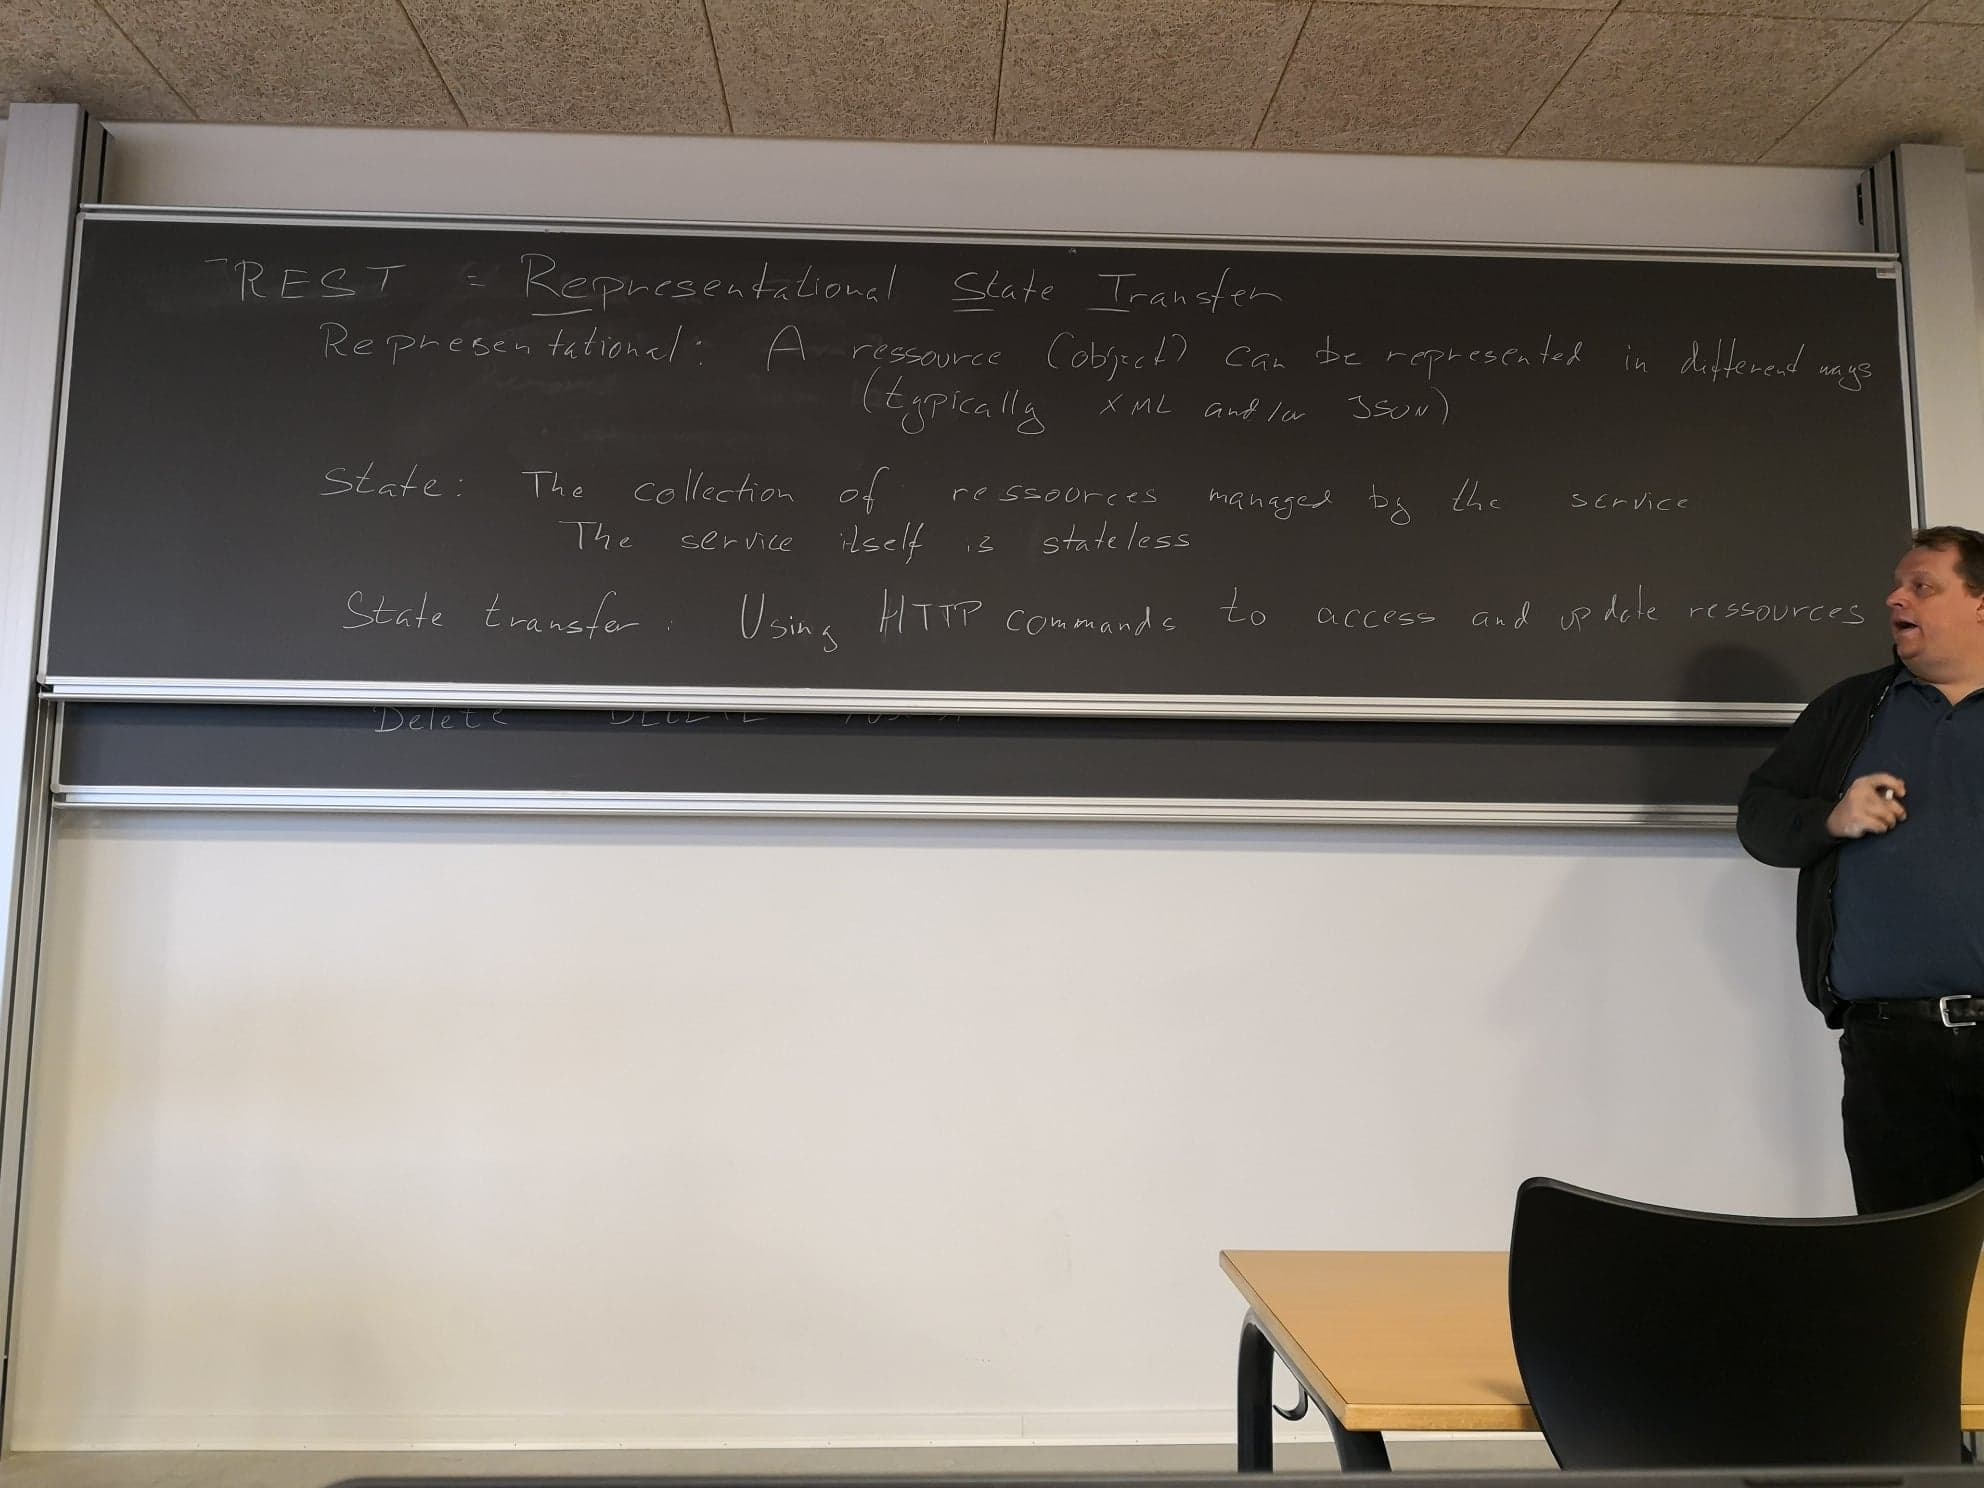 REST = Representational State Transfer
Representational: A ressource (object) can be represented in different ways
(typically XML and/or JSON)
State: The collection of ressources managed by the service
The service itself is stateless
State transfer: Using HTTP commands to access and update ressources
Delete DELETE